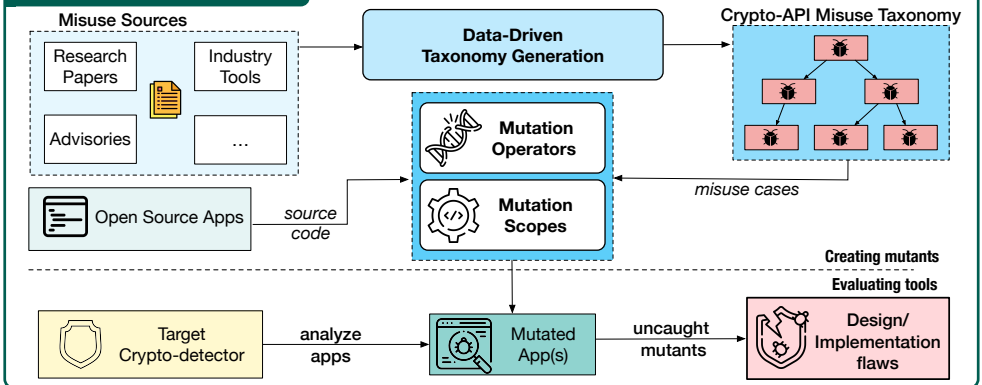 Misuse Sources
Research
Papers
Industry
Tools
Advisories
...
Data-Driven
Taxonomy Generation
Crypto-API Misuse Taxonomy
Mutation
Operators
Mutation
Scopes
misuse cases
Open Source Apps
source
code
Creating mutants
Evaluating tools
Target
Crypto-detector
analyze
apps
Mutated
App(s)
uncaught
mutants
Design/
Implementation
flaws